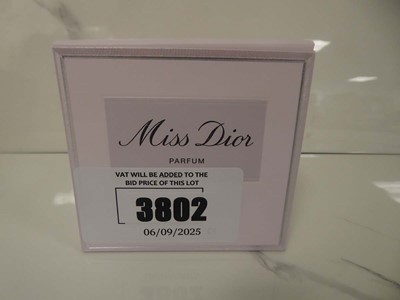 Miss Dior
PARFUM
VAT WILL BE ADDED TO THE
BID PRICE OF THIS LOT
3802
06/09/2025